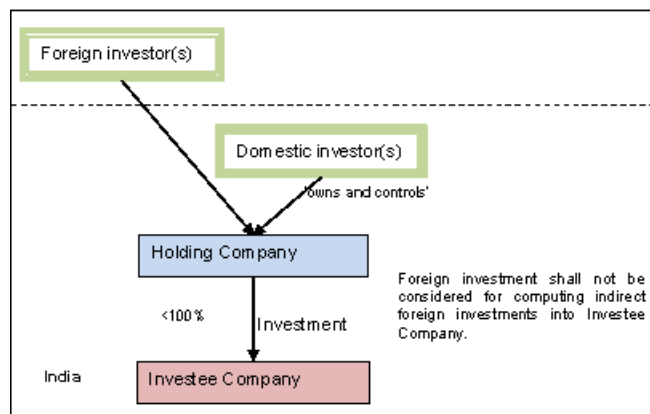 Foreign investor(s)
Domestic investor(s)
'owns and controls'
Holding Company
Foreign investment shall not be
considered for computing indirect
foreign investments into Investee
Company.
<100%
Investment
India
Investee Company